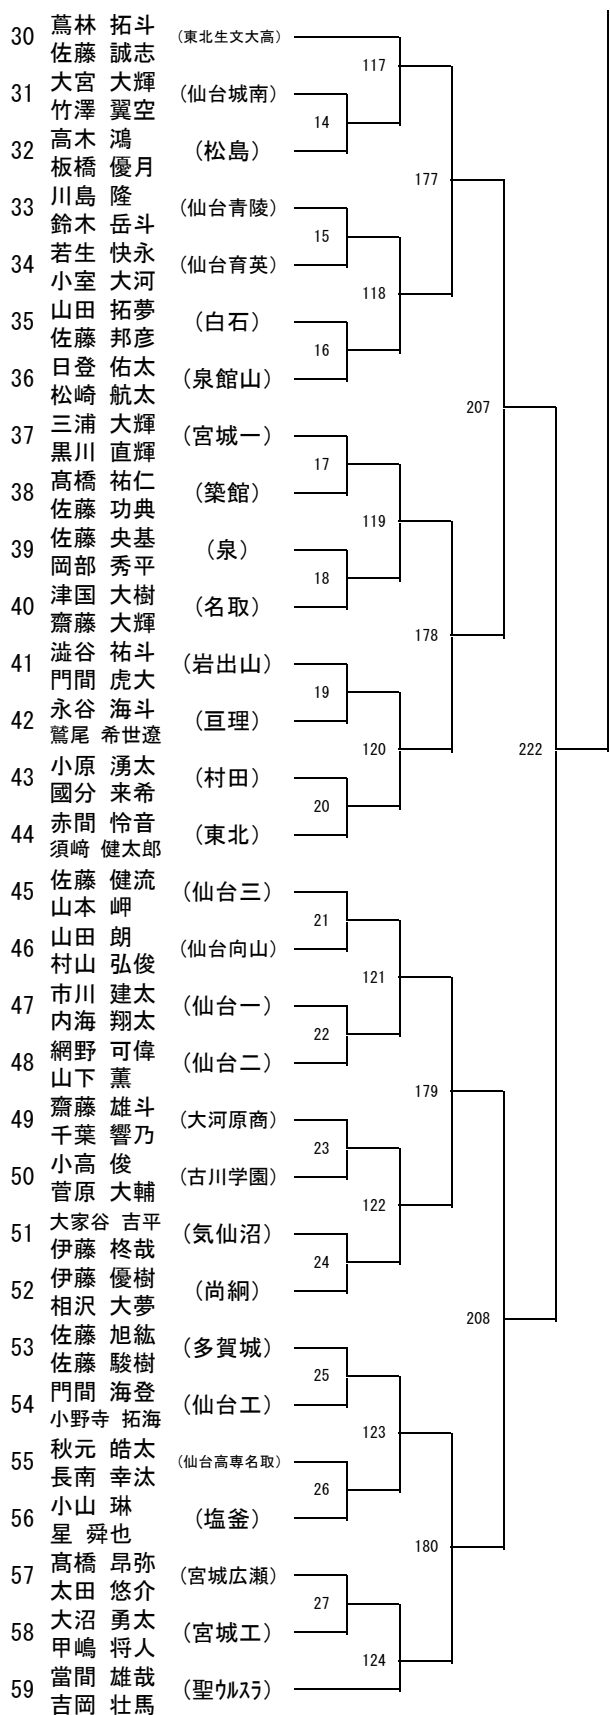 30 蔦林 拓斗 (東北生文大高)
佐藤 誠志
31 大宮 大輝 (仙台城南)
竹澤 翼空
32 高木 鴻 (松島)
板橋 優月
33 川島 隆 (仙台青陵)
鈴木 岳斗
34 若生 快永 (仙台育英)
小室 大河
35 山田 拓夢 (白石)
佐藤 邦彦
36 日登 佑太 (泉館山)
松崎 航太
37 三浦 大輝 (宮城一)
黒川 直輝
38 髙橋 祐仁 (築館)
佐藤 功典
39 佐藤 央基 (泉)
岡部 秀平
40 津国 大樹 (名取)
齋藤 大輝
41 澁谷 祐斗 (岩出山)
門間 虎大
42 永谷 海斗 (亘理)
鷲尾 希世遼
43 小原 湧太 (村田)
國分 来希
44 赤間 怜音 (東北)
須﨑 健太郎
45 佐藤 健流 (仙台三)
山本 岬
46 山田 朗 (仙台向山)
村山 弘俊
47 市川 建太 (仙台一)
内海 翔太
48 網野 可偉 (仙台二)
山下 薫
49 齋藤 雄斗 (大河原商)
千葉 響乃
50 小高 俊 (古川学園)
菅原 大輔
51 大家谷 吉平 (気仙沼)
伊藤 柊哉
52 伊藤 優樹 (尚絅)
相沢 大夢
53 佐藤 旭紘 (多賀城)
佐藤 駿樹
54 門間 海登 (仙台工)
小野寺 拓海
55 秋元 皓太 (仙台高専名取)
長南 幸汰
56 小山 琳 (塩釜)
星 舜也
57 髙橋 昂弥 (宮城広瀬)
太田 悠介
58 大沼 勇太 (宮城工)
甲嶋 将人
59 當間 雄哉 (聖ウルスラ)
吉岡 壮馬
14
15
16
17
18
19
20
21
22
23
24
25
26
27
117
118
119
120
121
122
123
124
177
178
179
180
207
208
222